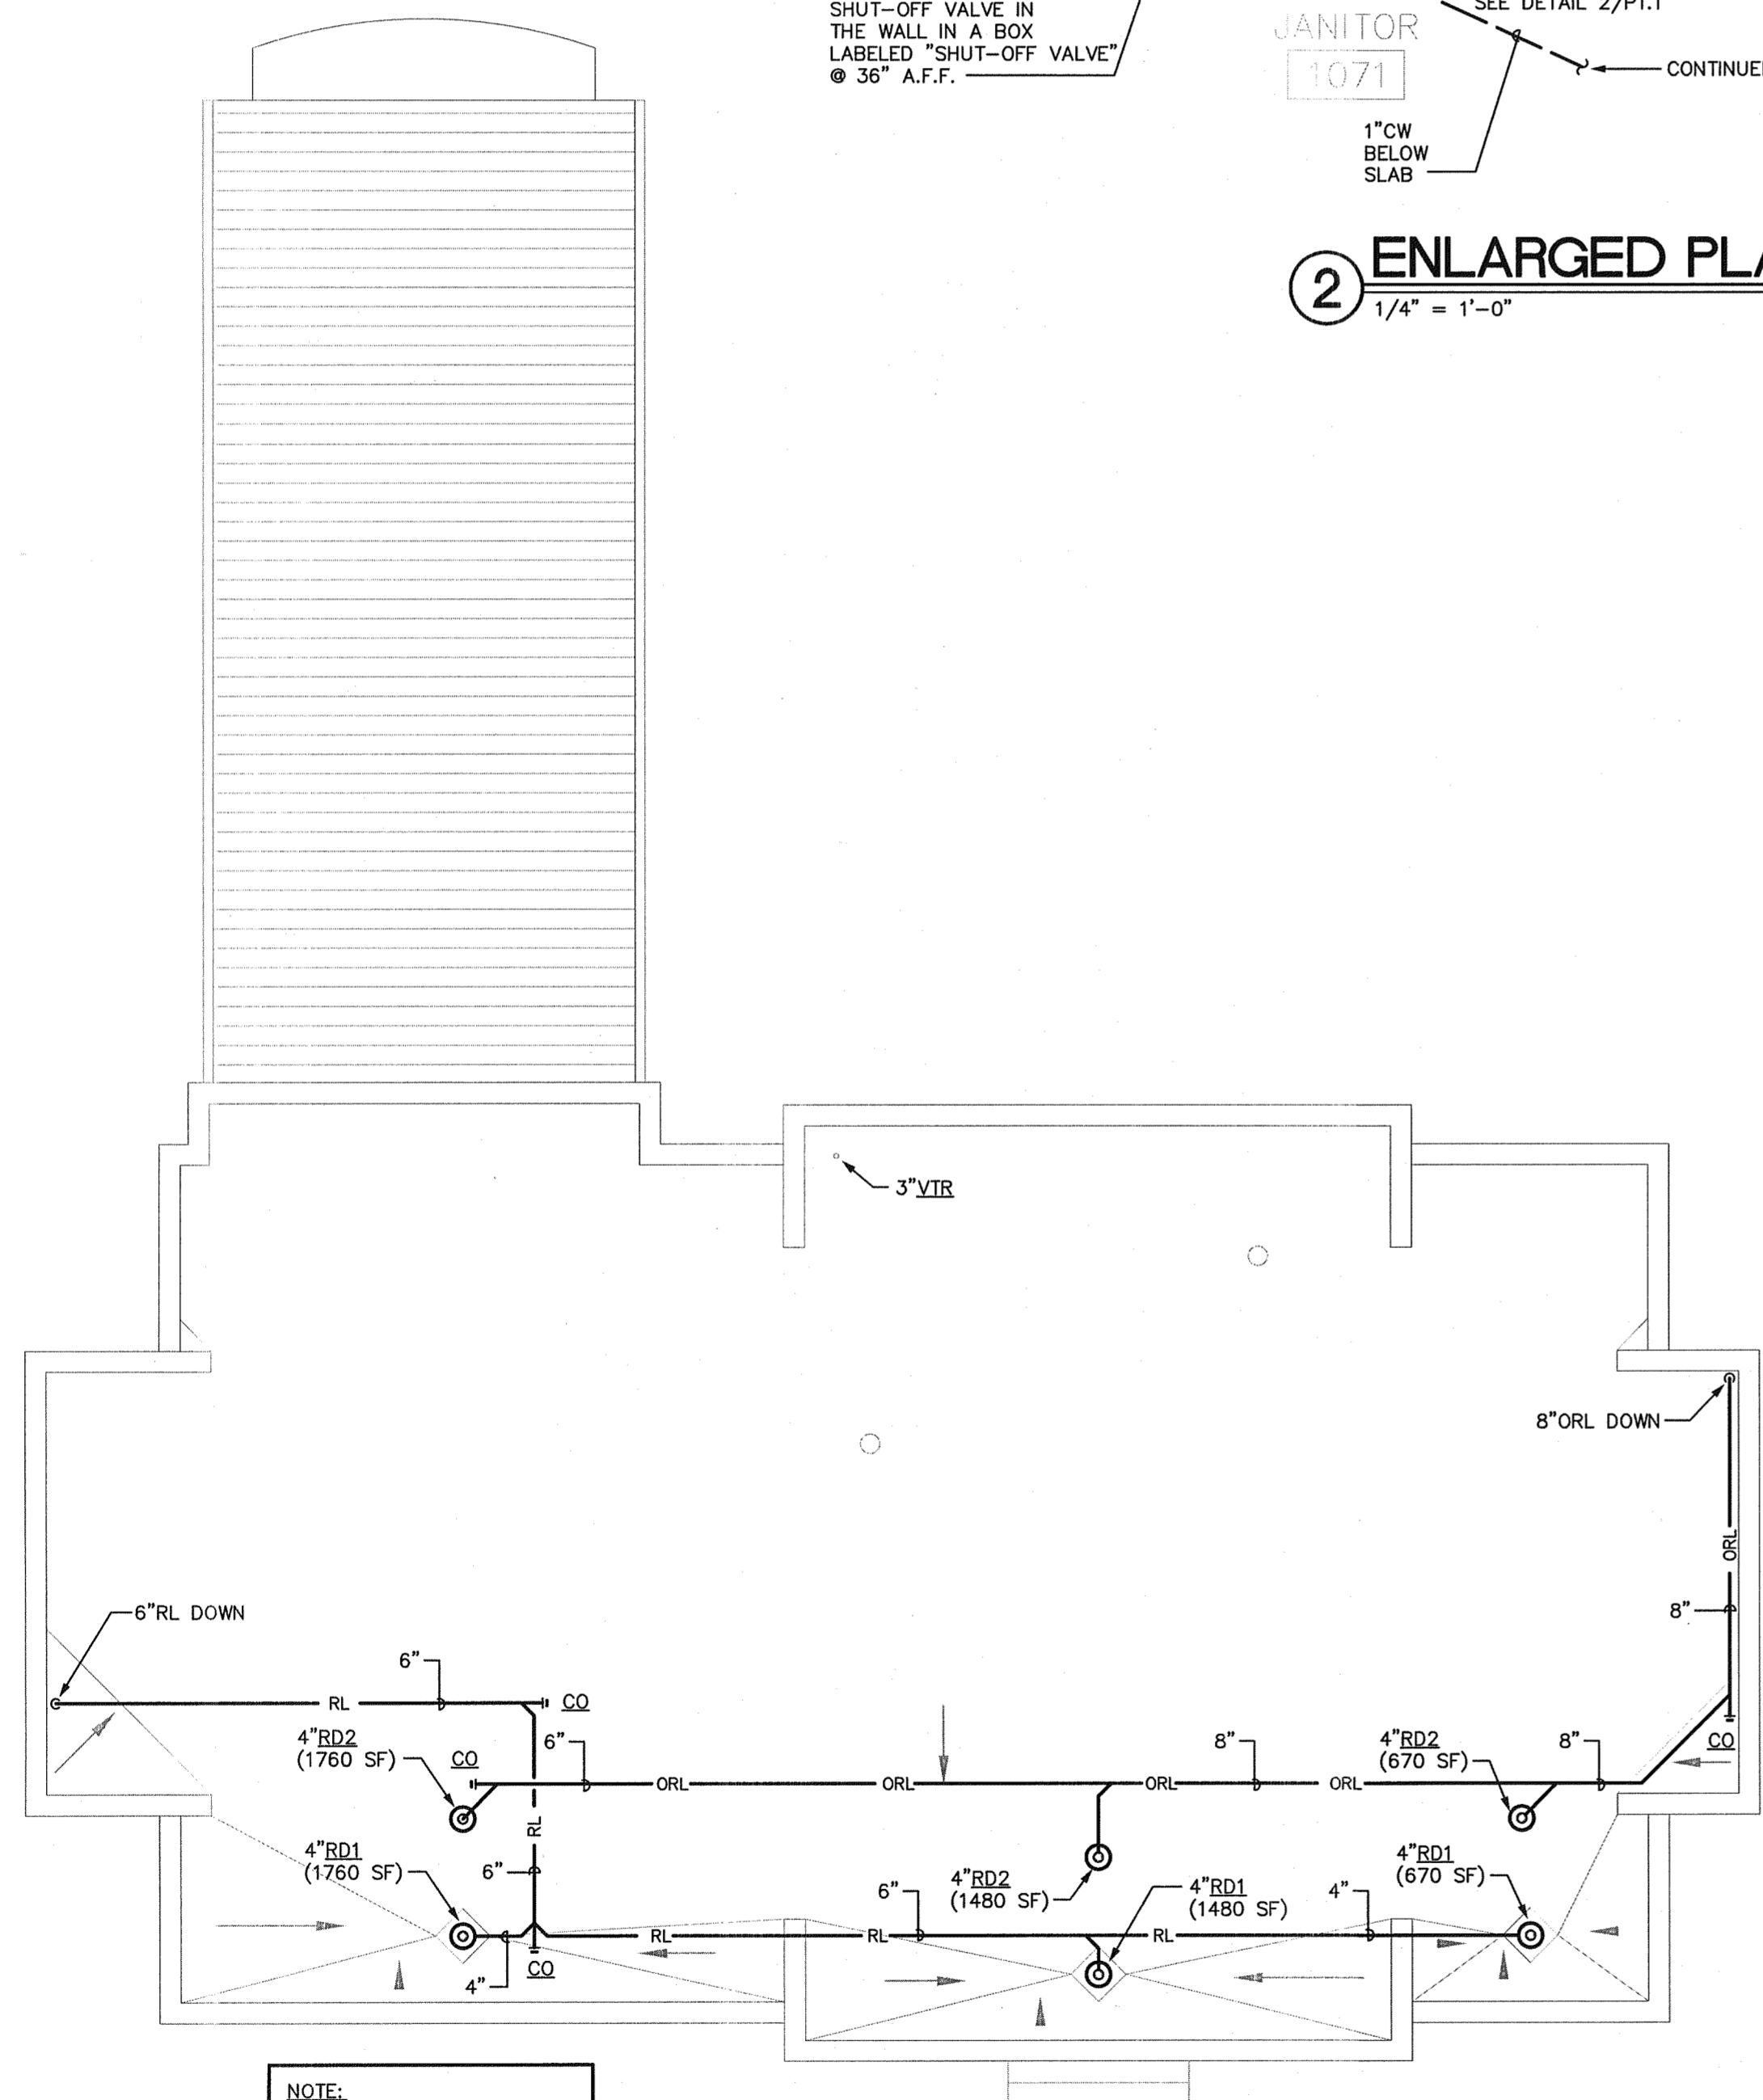 SHUT-OFF VALVE IN
THE WALL IN A BOX
LABELED "SHUT-OFF VALVE"
@ 36" A.F.F.
SEE DETAIL 2/P1.1
JANITOR
1071
CONTINUE
1"CW
BELOW
SLAB
2
ENLARGED PLA
1/4" = 1'-0"
3"VTR
8"ORL DOWN
ORL
8"
6"RL DOWN
6"
RL
CO
4"RD2
(1760 SF)
CO
6"
ORL
ORL
8"
ORL
ORL
4"RD2
(670 SF)
8"
CO
RL
4"RD1
(1760 SF)
6"
4"
CO
RL
6"
RL
4"RD2
(1480 SF)
4"RD1
(1480 SF)
RL
4"
4"RD1
(670 SF)
NOTE: